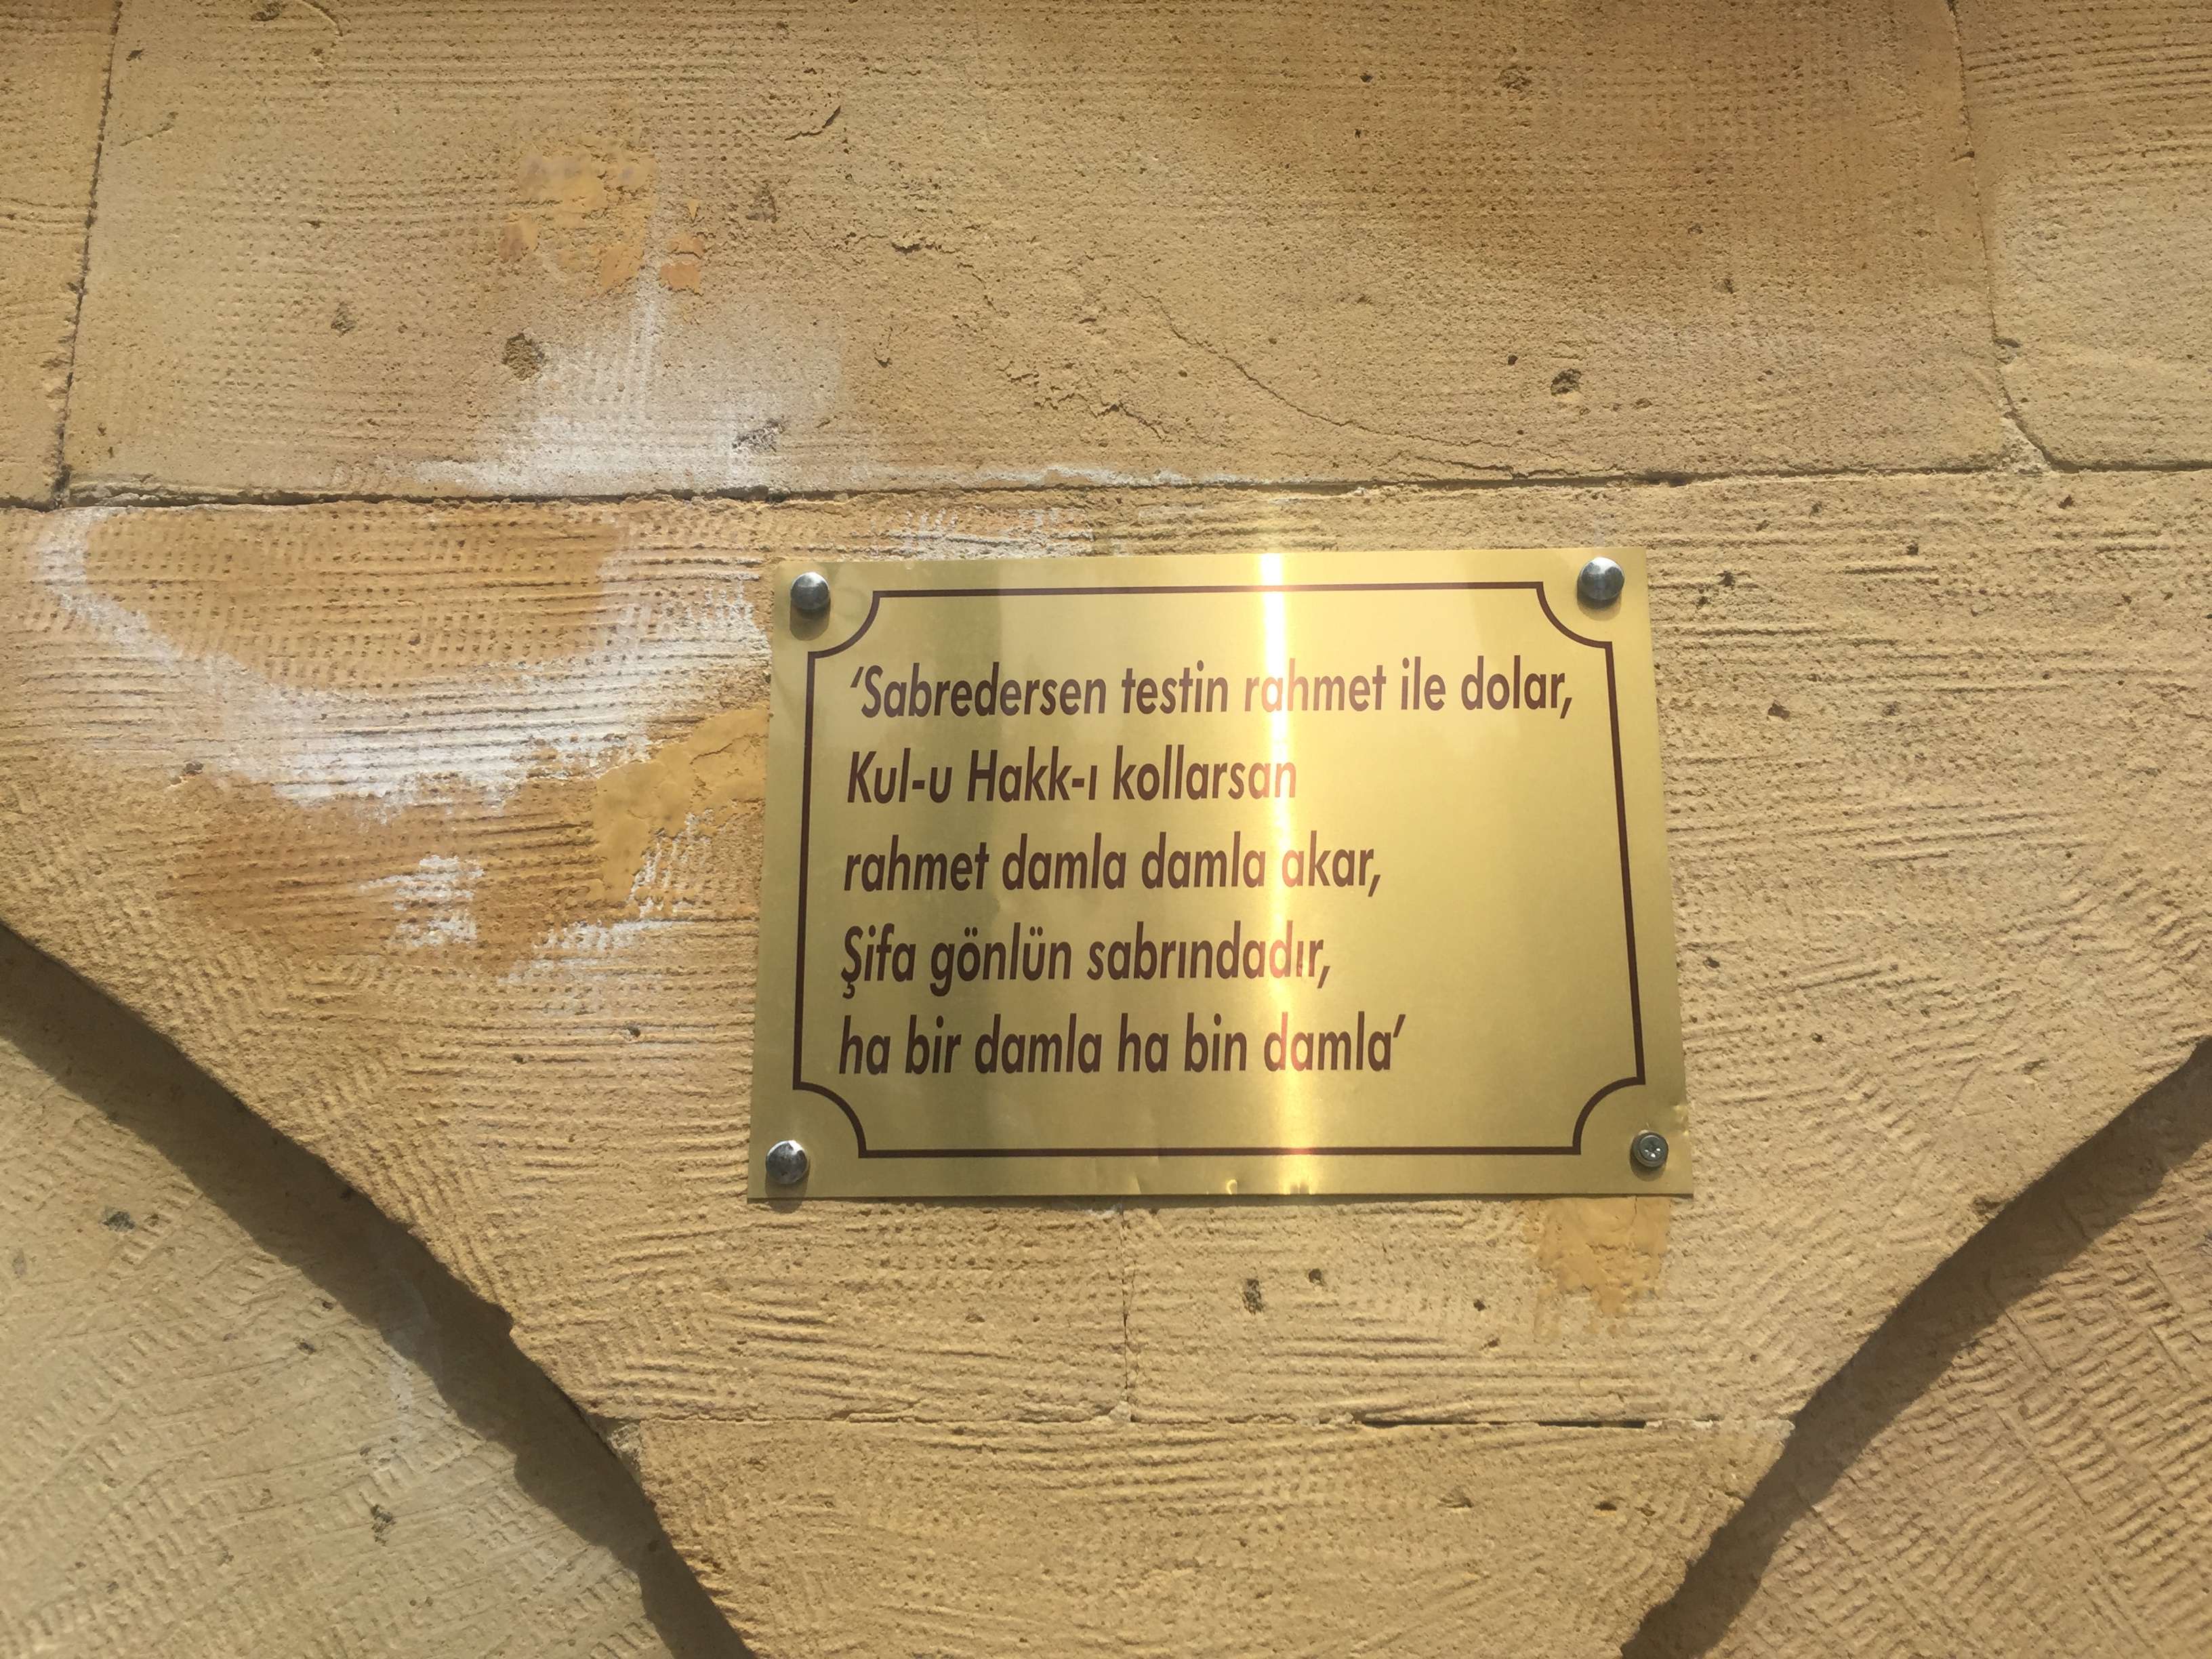 ‘Sabredersen testin rahmet ile dolar,
Kul-u Hakk-ı kollarsan
rahmet damla damla akar,
Şifa gönlün sabrındadır,
ha bir damla ha bin damla’